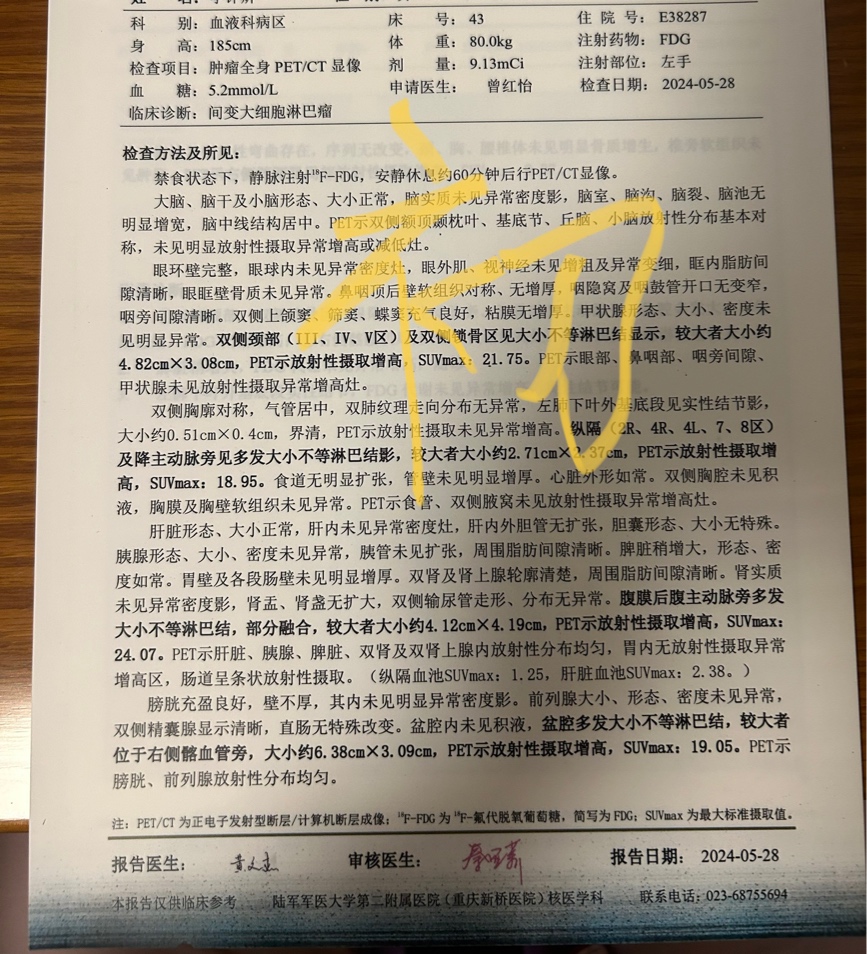 科 别：血液科病区 床 号：43 住 院 号：E38287
身 高：185cm 体 重：80.0kg 注射药物：FDG
检查项目：肿瘤全身 PET/CT 显像 剂 量：9.13mCi 注射部位：左手
血 糖：5.2mmol/L 申请医生： 曾红怡 检查日期：2024-05-28
临床诊断：间变大细胞淋巴瘤
检查方法及所见：
禁食状态下，静脉注射¹⁸F-FDG，安静休息约60分钟后行PET/CT显像。
大脑、脑干及小脑形态、大小正常，脑实质未见异常密度影，脑室、脑沟、脑裂、脑池无
明显增宽，脑中线结构居中。PET示双侧额顶颞枕叶、基底节、丘脑、小脑放射性分布基本对
称，未见明显放射性摄取异常增高或减低灶。
眼环壁完整，眼球内未见异常密度灶，眼外肌、视神经未见增粗及异常变细，眶内脂肪间
隙清晰，眼眶壁骨质未见异常。鼻咽顶后壁软组织对称、无增厚，咽隐窝及咽鼓管开口无变窄，
咽旁间隙清晰。双侧上颌窦、筛窦、蝶窦充气良好，粘膜无增厚。甲状腺形态、大小、密度未
见明显异常。双侧颈部（III、IV、V区）及双侧锁骨区见大小不等淋巴结显示，较大者大小约
4.82cm×3.08cm，PET示放射性摄取增高，SUVmax：21.75。PET示眼部、鼻咽部、咽旁间隙、
甲状腺未见放射性摄取异常增高灶。
双侧胸廓对称，气管居中，双肺纹理走向分布无异常，左肺下叶外基底段见实性结节影，
大小约0.51cm×0.4cm，界清，PET示放射性摄取未见异常增高。纵隔（2R、4R、4L、7、8区）
及降主动脉旁见多发大小不等淋巴结影，较大者大小约2.71cm×2.37cm，PET示放射性摄取增
高，SUVmax：18.95。食道无明显扩张，管壁未见明显增厚。心脏外形如常。双侧胸腔未见积
液，胸膜及胸壁软组织未见异常。PET示食管、双侧腋窝未见放射性摄取异常增高灶。
肝脏形态、大小正常，肝内未见异常密度灶，肝内外胆管无扩张，胆囊形态、大小无特殊。
胰腺形态、大小、密度未见异常，胰管未见扩张，周围脂肪间隙清晰。脾脏稍增大，形态、密
度如常。胃壁及各段肠壁未见明显增厚。双肾及肾上腺轮廓清楚，周围脂肪间隙清晰。肾实质
未见异常密度影，肾盂、肾盏无扩大，双侧输尿管走形、分布无异常。腹膜后腹主动脉旁多发
大小不等淋巴结，部分融合，较大者大小约4.12cm×4.19cm，PET示放射性摄取增高，SUVmax：
24.07。PET示肝脏、胰腺、脾脏、双肾及双肾上腺内放射性分布均匀，胃内无放射性摄取异常
增高区，肠道呈条状放射性摄取。（纵隔血池SUVmax：1.25，肝脏血池SUVmax：2.38。）
膀胱充盈良好，壁不厚，其内未见明显异常密度影。前列腺大小、形态、密度未见异常，
双侧精囊腺显示清晰，直肠无特殊改变。盆腔内未见积液，盆腔多发大小不等淋巴结，较大者
位于右侧髂血管旁，大小约6.38cm×3.09cm，PET示放射性摄取增高，SUVmax：19.05。PET示
膀胱、前列腺放射性分布均匀。
注：PET/CT 为正电子发射型断层/计算机断层成像；¹⁸F-FDG 为 ¹⁸F-氟代脱氧葡萄糖，简写为 FDG；SUVmax 为最大标准摄取值。
报告医生： 审核医生： 报告日期： 2024-05-28
本报告仅供临床参考 陆军军医大学第二附属医院（重庆新桥医院）核医学科 联系电话：023-68755694